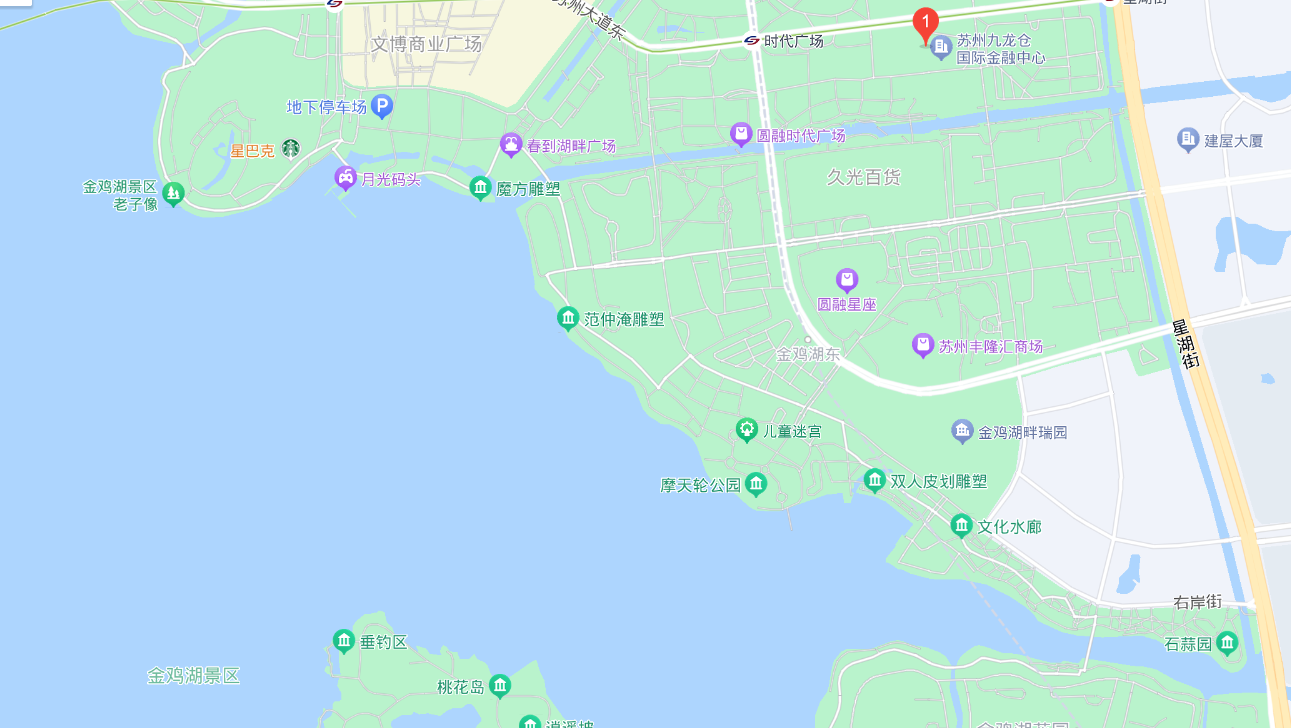 星湖街
苏州大道东
1
文博商业广场
时代广场
苏州九龙仓
国际金融中心
地下停车场
P
圆融时代广场
建屋大厦
星巴克
春到湖畔广场
久光百货
月光码头
魔方雕塑
金鸡湖景区
老子像
圆融星座
范仲淹雕塑
苏州丰隆汇商场
星湖街
金鸡湖东
儿童迷宫
金鸡湖畔瑞园
摩天轮公园
双人皮划雕塑
文化水廊
右岸街
垂钓区
石蒜园
金鸡湖景区
桃花岛
逍遥坡